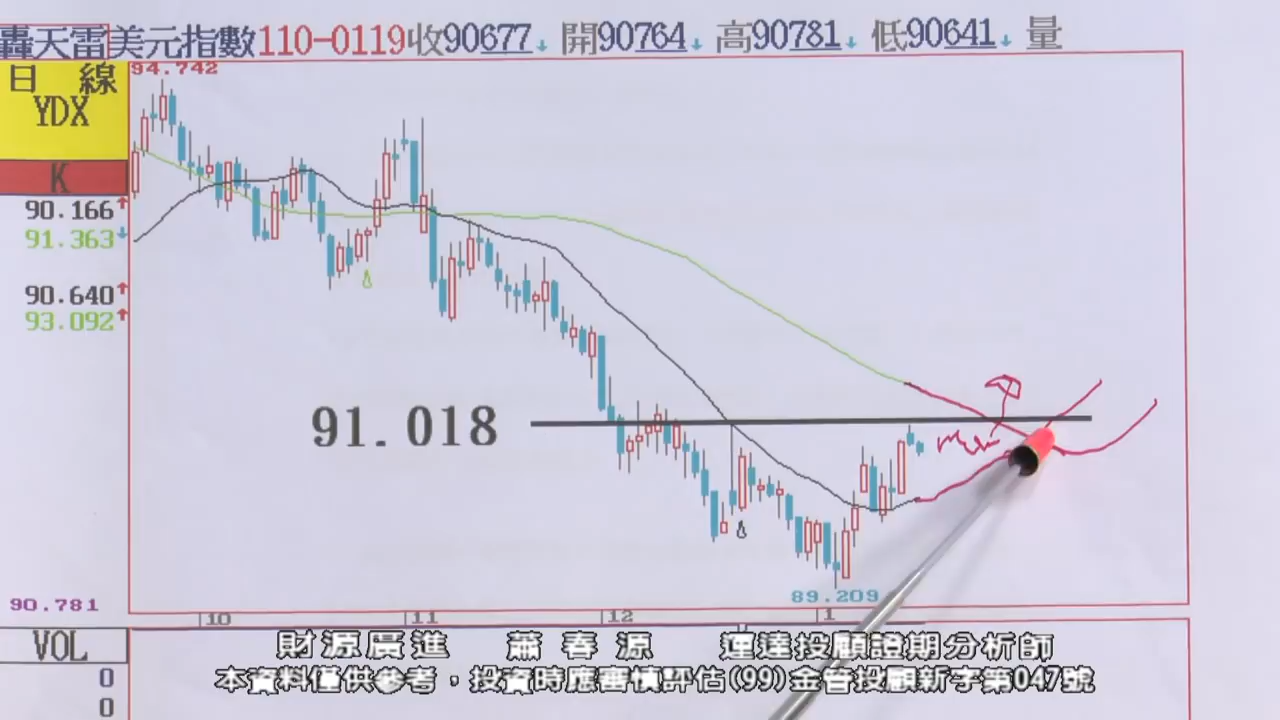 轟天雷美元指數110-0119收90677↓ 開90764↓ 高90781↓ 低90641↓ 量
日 線
YDX
K
94.742
90.166↑
91.363↓
90.640↑
93.092↑
91.018
89.209
90.781
10 11 12 1
VOL
0
0
財源廣進 蕭春源 運達投顧證期分析師
本資料僅供參考，投資時應審慎評估(99)金管投顧新字第047號